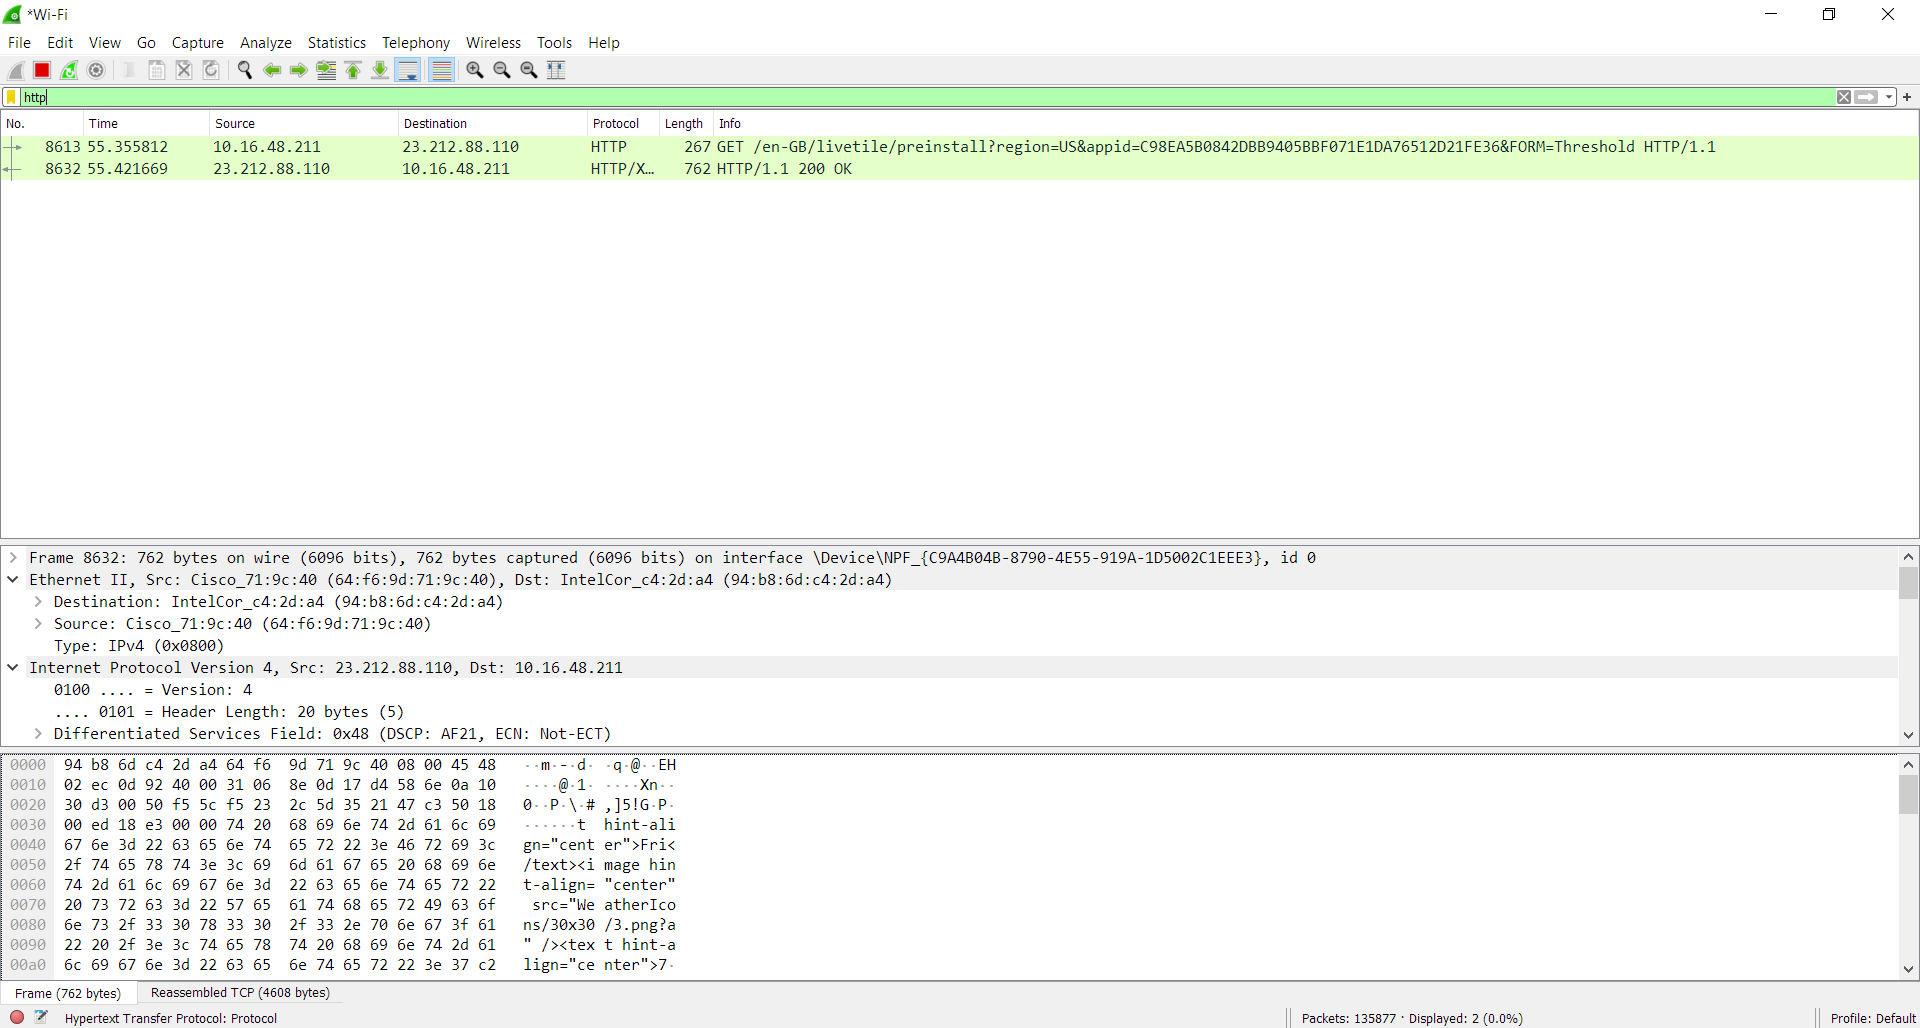 *Wi-Fi
File Edit View Go Capture Analyze Statistics Telephony Wireless Tools Help
http
No. Time Source Destination Protocol Length Info
8613 55.355812 10.16.48.211 23.212.88.110 HTTP 267 GET /en-GB/livetile/preinstall?region=US&appid=C98EA5B0842DBB9405BBF071E1DA76512D21FE36&FORM=Threshold HTTP/1.1
8632 55.421669 23.212.88.110 10.16.48.211 HTTP/X… 762 HTTP/1.1 200 OK
Frame 8632: 762 bytes on wire (6096 bits), 762 bytes captured (6096 bits) on interface \Device\NPF_{C9A4B04B-8790-4E55-919A-1D5002C1EEE3}, id 0
Ethernet II, Src: Cisco_71:9c:40 (64:f6:9d:71:9c:40), Dst: IntelCor_c4:2d:a4 (94:b8:6d:c4:2d:a4)
Destination: IntelCor_c4:2d:a4 (94:b8:6d:c4:2d:a4)
Source: Cisco_71:9c:40 (64:f6:9d:71:9c:40)
Type: IPv4 (0x0800)
Internet Protocol Version 4, Src: 23.212.88.110, Dst: 10.16.48.211
0100 .... = Version: 4
.... 0101 = Header Length: 20 bytes (5)
Differentiated Services Field: 0x48 (DSCP: AF21, ECN: Not-ECT)
0000 94 b8 6d c4 2d a4 64 f6 9d 71 9c 40 08 00 45 48 ··m·-·d· ·q·@··EH
0010 02 ec 0d 92 40 00 31 06 8e 0d 17 d4 58 6e 0a 10 ····@·1· ····Xn··
0020 30 d3 00 50 f5 5c f5 23 2c 5d 35 21 47 c3 50 18 0··P·\·# ,]5!G·P·
0030 00 ed 18 e3 00 00 74 20 68 69 6e 74 2d 61 6c 69 ······t hint-ali
0040 67 6e 3d 22 63 65 6e 74 65 72 22 3e 46 72 69 3c gn="cent er">Fri<
0050 2f 74 65 78 74 3e 3c 69 6d 61 67 65 20 68 69 6e /text><i mage hin
0060 74 2d 61 6c 69 67 6e 3d 22 63 65 6e 74 65 72 22 t-align= "center"
0070 20 73 72 63 3d 22 57 65 61 74 68 65 72 49 63 6f src="We atherIco
0080 6e 73 2f 33 30 78 33 30 2f 33 2e 70 6e 67 3f 61 ns/30x30 /3.png?a
0090 22 20 2f 3e 3c 74 65 78 74 20 68 69 6e 74 2d 61 " /><tex t hint-a
00a0 6c 69 67 6e 3d 22 63 65 6e 74 65 72 22 3e 37 c2 lign="ce nter">7·
Frame (762 bytes) Reassembled TCP (4608 bytes)
Hypertext Transfer Protocol: Protocol Packets: 135877 · Displayed: 2 (0.0%) Profile: Default